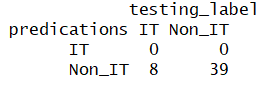 testing_label
predications IT Non_IT
IT 0 0
Non_IT 8 39